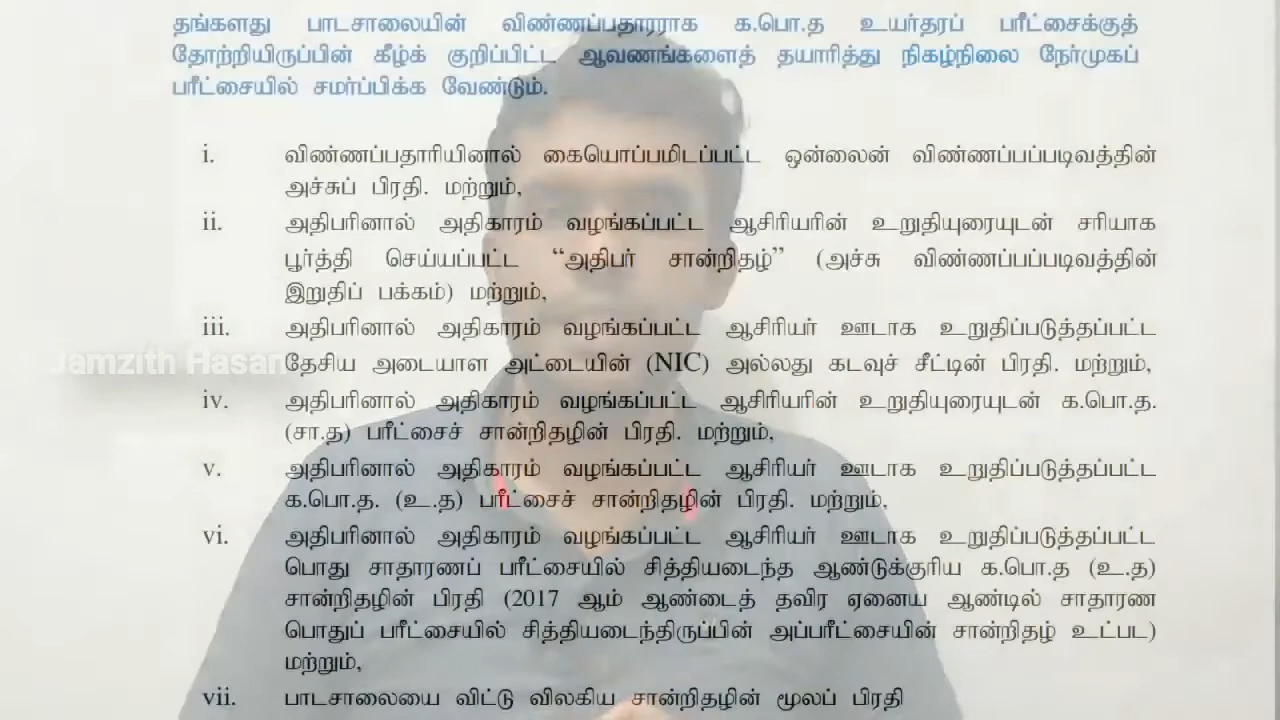 தங்களது பாடசாலையின் விண்ணப்பதாரராக க.பொ.த உயர்தரப் பரீட்சைக்குத்
தோற்றியிருப்பின் கீழ்க் குறிப்பிட்ட ஆவணங்களைத் தயாரித்து நிகழ்நிலை நேர்முகப்
பரீட்சையில் சமர்ப்பிக்க வேண்டும்.
i. விண்ணப்பதாரியினால் கையொப்பமிடப்பட்ட ஒன்லைன் விண்ணப்பப்படிவத்தின்
அச்சுப் பிரதி. மற்றும்,
ii. அதிபரினால் அதிகாரம் வழங்கப்பட்ட ஆசிரியரின் உறுதியுரையுடன் சரியாக
பூர்த்தி செய்யப்பட்ட “அதிபர் சான்றிதழ்” (அச்சு விண்ணப்பப்படிவத்தின்
இறுதிப் பக்கம்) மற்றும்,
iii. அதிபரினால் அதிகாரம் வழங்கப்பட்ட ஆசிரியர் ஊடாக உறுதிப்படுத்தப்பட்ட
Jamzith Hasan
தேசிய அடையாள அட்டையின் (NIC) அல்லது கடவுச் சீட்டின் பிரதி. மற்றும்,
iv. அதிபரினால் அதிகாரம் வழங்கப்பட்ட ஆசிரியரின் உறுதியுரையுடன் க.பொ.த.
(சா.த) பரீட்சைச் சான்றிதழின் பிரதி. மற்றும்,
v. அதிபரினால் அதிகாரம் வழங்கப்பட்ட ஆசிரியர் ஊடாக உறுதிப்படுத்தப்பட்ட
க.பொ.த. (உ.த) பரீட்சைச் சான்றிதழின் பிரதி. மற்றும்,
vi. அதிபரினால் அதிகாரம் வழங்கப்பட்ட ஆசிரியர் ஊடாக உறுதிப்படுத்தப்பட்ட
பொது சாதாரணப் பரீட்சையில் சித்தியடைந்த ஆண்டுக்குரிய க.பொ.த (உ.த)
சான்றிதழின் பிரதி (2017 ஆம் ஆண்டைத் தவிர ஏனைய ஆண்டில் சாதாரண
பொதுப் பரீட்சையில் சித்தியடைந்திருப்பின் அப்பரீட்சையின் சான்றிதழ் உட்பட)
மற்றும்,
vii. பாடசாலையை விட்டு விலகிய சான்றிதழின் மூலப் பிரதி